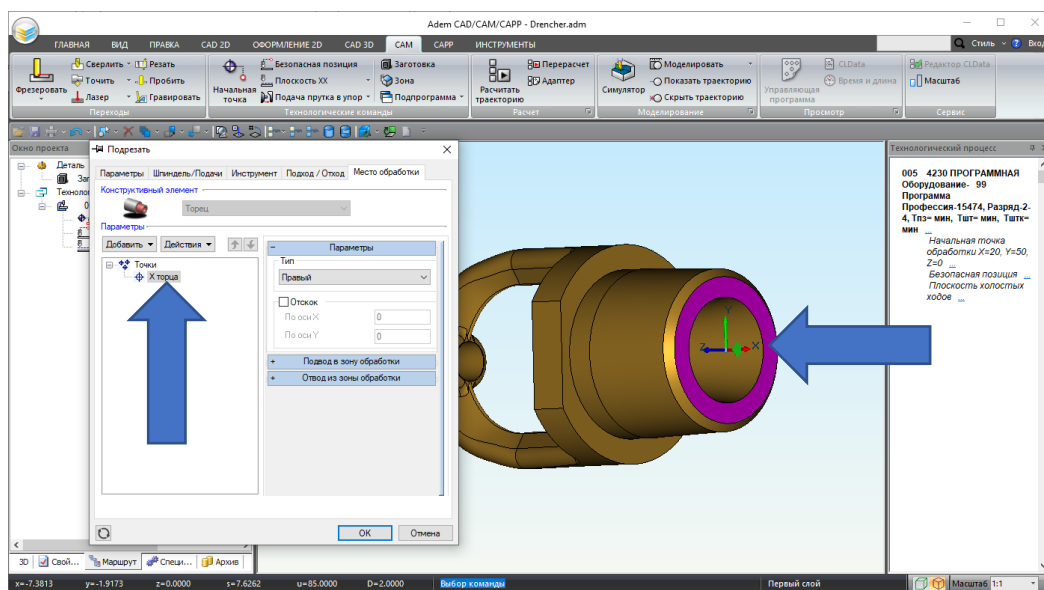 Adem CAD/CAM/CAPP - Drencher.adm
ГЛАВНАЯ ВИД ПРАВКА CAD 2D ОФОРМЛЕНИЕ 2D CAD 3D CAM CAPP ИНСТРУМЕНТЫ Стиль ? Вход
Фрезеровать
Сверлить Резать
Точить Пробить
Лазер Гравировать
Переходы
Начальная точка
Безопасная позиция Заготовка
Плоскость XX Зона
Подача прутка в упор Подпрограмма
Технологические команды
Расчитать траекторию
Перерасчет
Адаптер
Расчет
Симулятор
Моделировать
Показать траекторию
Скрыть траекторию
Моделирование
Управляющая программа
CLData
Время и длина
Просмотр
Редактор CLData
Масштаб
Сервис
Окно проекта
Деталь
Заг
Техноло
0
Подрезать
Параметры Шпиндель/Подачи Инструмент Подход / Отход Место обработки
Конструктивный элемент
Торец
Параметры
Добавить Действия
Точки
X торца
Параметры
Тип
Правый
Отскок
По оси X 0
По оси Y 0
+ Подвод в зону обработки
+ Отвод из зоны обработки
OK Отмена
Y
Z X
Технологический процесс
005 4230 ПРОГРАММНАЯ
Оборудование- 99
Программа
Профессия-15474, Разряд-2-
4, Тпз= мин, Тшт= мин, Тштк=
мин ...
Начальная точка
обработки X=20, Y=50,
Z=0 ...
Безопасная позиция ...
Плоскость холостых
ходов ...
3D Свой... Маршрут Специ... Архив
x=-7.3813 y=-1.9173 z=0.0000 s=7.6262 u=85.0000 D=2.0000 Выбор команды Первый слой Масштаб 1:1